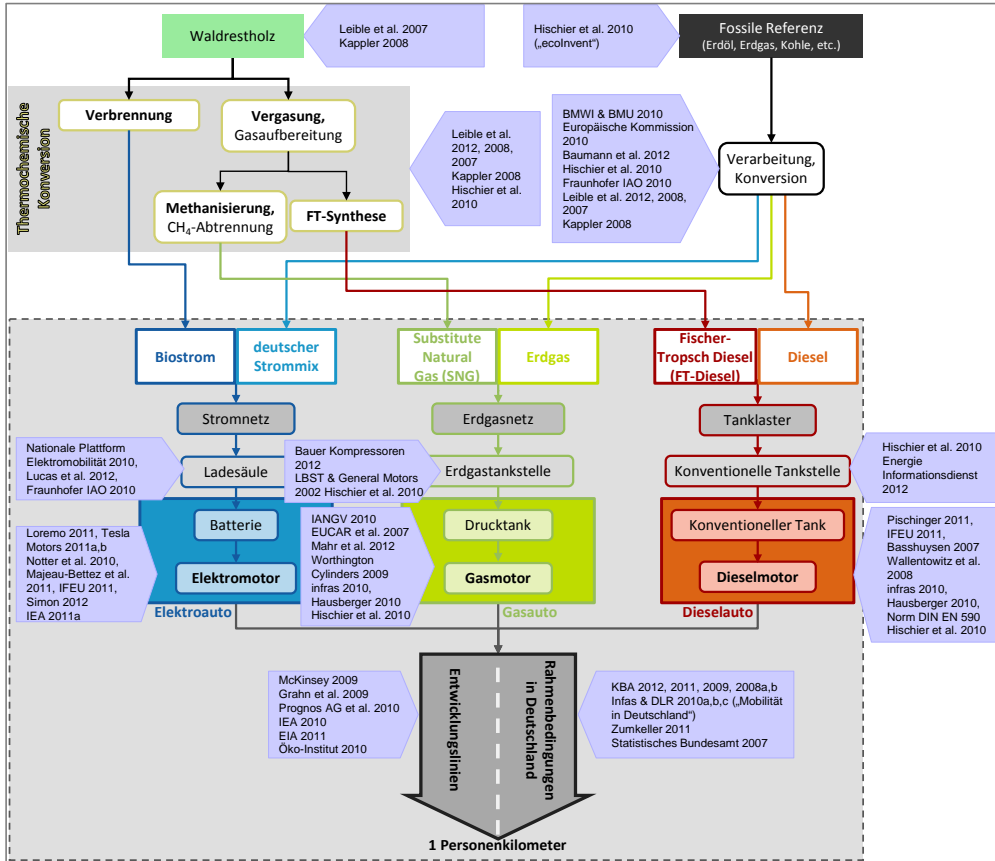 Waldrestholz
Leible et al. 2007
Kappler 2008
Hischier et al. 2010
(„ecoInvent“)
Fossile Referenz
(Erdöl, Erdgas, Kohle, etc.)
Thermochemische
Konversion
Verbrennung
Vergasung,
Gasaufbereitung
Methanisierung,
CH4-Abtrennung
FT-Synthese
Leible et al.
2012, 2008,
2007
Kappler 2008
Hischier et al.
2010
BMWI & BMU 2010
Europäische Kommission
2010
Baumann et al. 2012
Hischier et al. 2010
Fraunhofer IAO 2010
Leible et al. 2012, 2008,
2007
Kappler 2008
Verarbeitung,
Konversion
Biostrom
deutscher
Strommix
Substitute
Natural
Gas (SNG)
Erdgas
Fischer-
Tropsch Diesel
(FT-Diesel)
Diesel
Stromnetz
Erdgasnetz
Tanklaster
Nationale Plattform
Elektromobilität 2010,
Lucas et al. 2012,
Fraunhofer IAO 2010
Ladesäule
Bauer Kompressoren
2012
LBST & General Motors
2002 Hischier et al. 2010
Erdgastankstelle
Konventionelle Tankstelle
Hischier et al. 2010
Energie
Informationsdienst
2012
Loremo 2011, Tesla
Motors 2011a,b
Notter et al. 2010,
Majeau-Bettez et al.
2011, IFEU 2011,
Simon 2012
IEA 2011a
Batterie
Elektromotor
Elektroauto
IANGV 2010
EUCAR et al. 2007
Mahr et al. 2012
Worthington
Cylinders 2009
infras 2010,
Hausberger 2010
Hischier et al. 2010
Drucktank
Gasmotor
Gasauto
Konventioneller Tank
Dieselmotor
Dieselauto
Pischinger 2011,
IFEU 2011,
Basshuysen 2007
Wallentowitz et al.
2008
infras 2010,
Hausberger 2010,
Norm DIN EN 590
Hischier et al. 2010
McKinsey 2009
Grahn et al. 2009
Prognos AG et al. 2010
IEA 2010
EIA 2011
Öko-Institut 2010
Entwicklungslinien
Rahmenbedingungen
in Deutschland
KBA 2012, 2011, 2009, 2008a,b
Infas & DLR 2010a,b,c („Mobilität
in Deutschland“)
Zumkeller 2011
Statistisches Bundesamt 2007
1 Personenkilometer